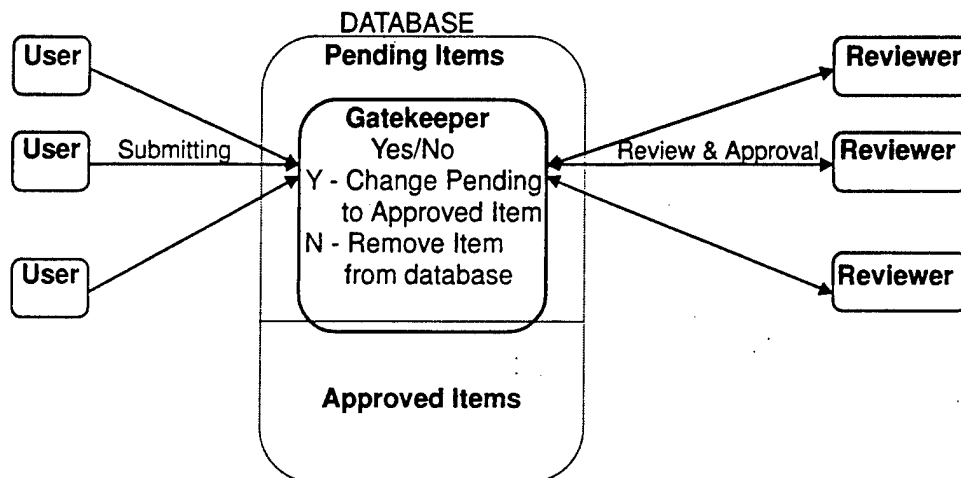 DATABASE
Pending Items
User
User
User
Submitting
Gatekeeper
Yes/No
Y - Change Pending
to Approved Item
N - Remove Item
from database
Review & Approval
Reviewer
Reviewer
Reviewer
Approved Items